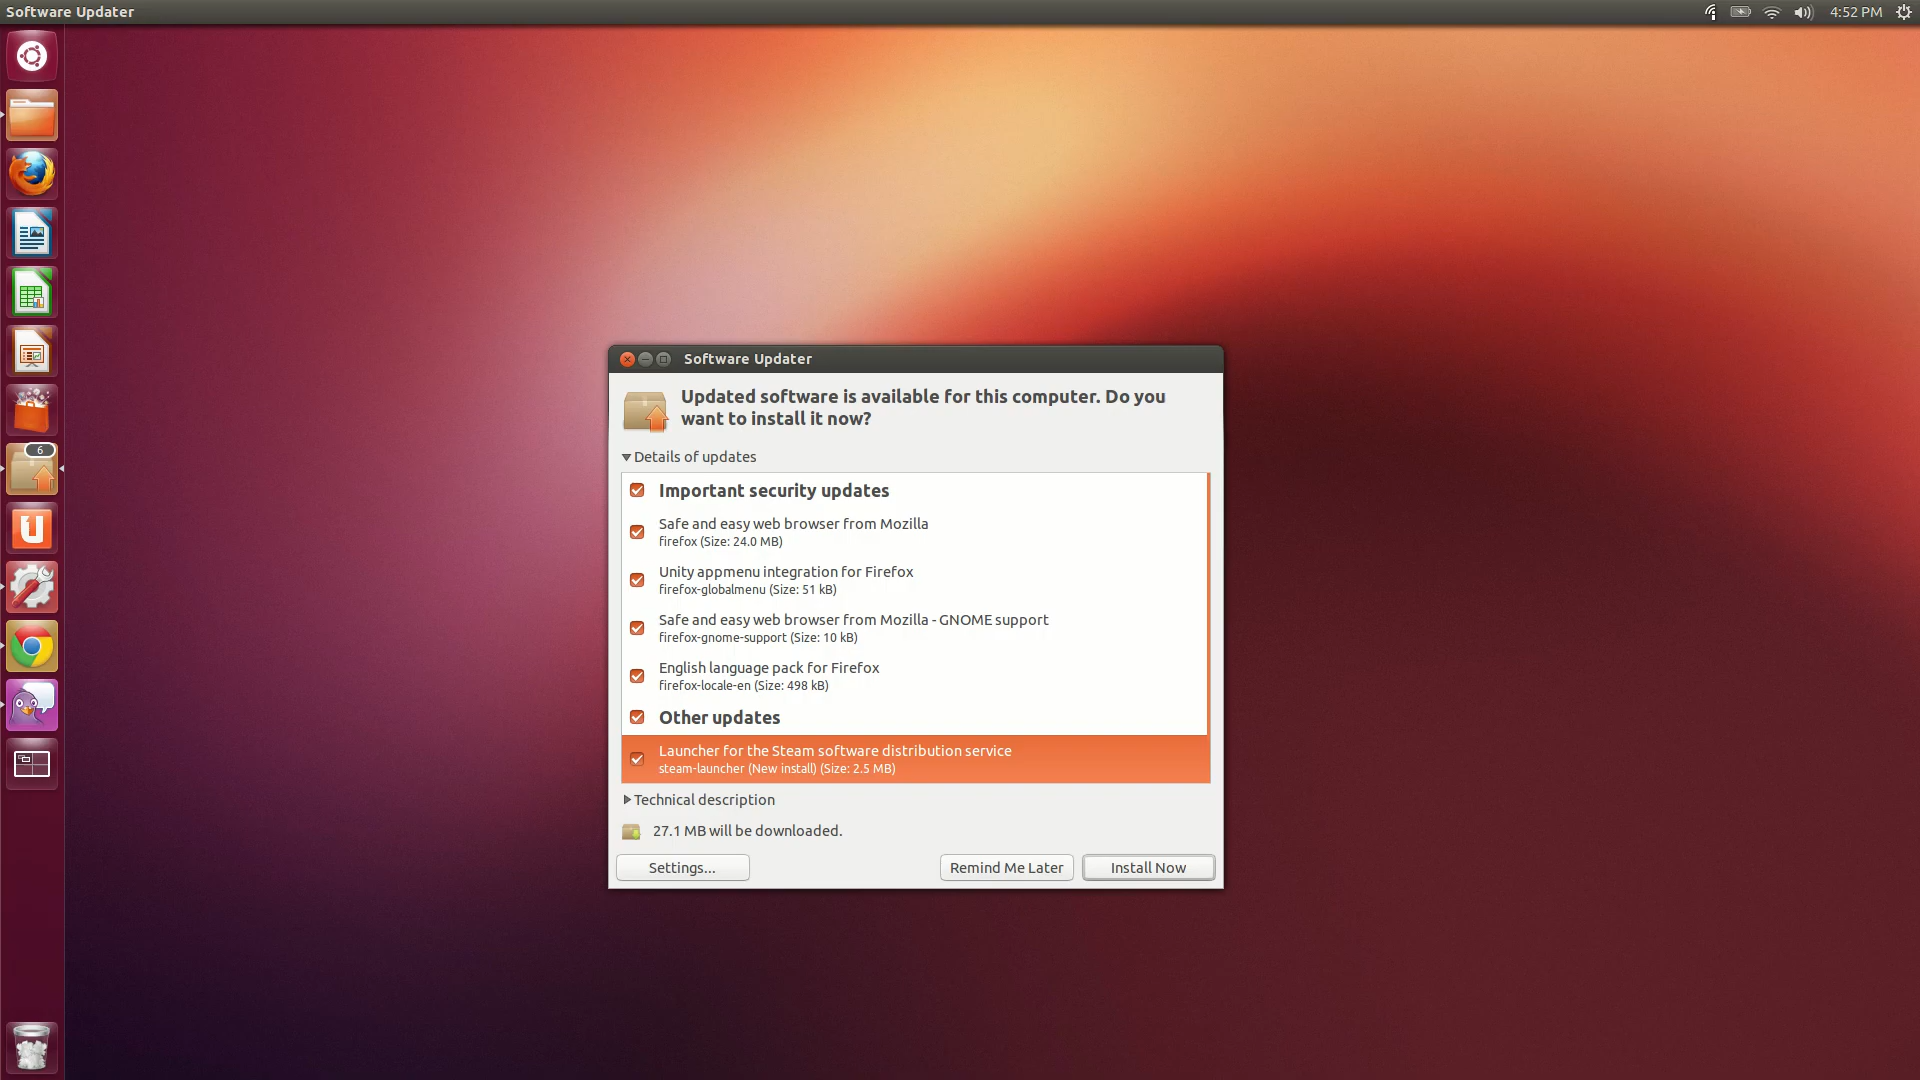 Software Updater
4:52 PM
6
Software Updater
Updated software is available for this computer. Do you
want to install it now?
Details of updates
Important security updates
Safe and easy web browser from Mozilla
firefox (Size: 24.0 MB)
Unity appmenu integration for Firefox
firefox-globalmenu (Size: 51 kB)
Safe and easy web browser from Mozilla - GNOME support
firefox-gnome-support (Size: 10 kB)
English language pack for Firefox
firefox-locale-en (Size: 498 kB)
Other updates
Launcher for the Steam software distribution service
steam-launcher (New install) (Size: 2.5 MB)
Technical description
27.1 MB will be downloaded.
Settings...
Remind Me Later
Install Now